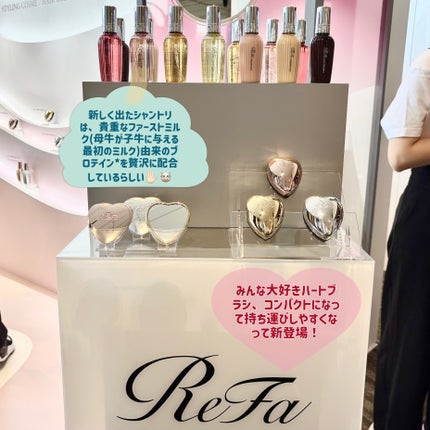 STYLING COSME / HAIR
新しく出たシャントリ
は、貴重なファーストミル
ク(母牛が子牛に与える
最初のミルク)由来のプ
ロテイン*を贅沢に配合
しているらしい
みんな大好きハートブ
ラシ、コンパクトになっ
て持ち運びしやすくな
って新登場！
ReFa